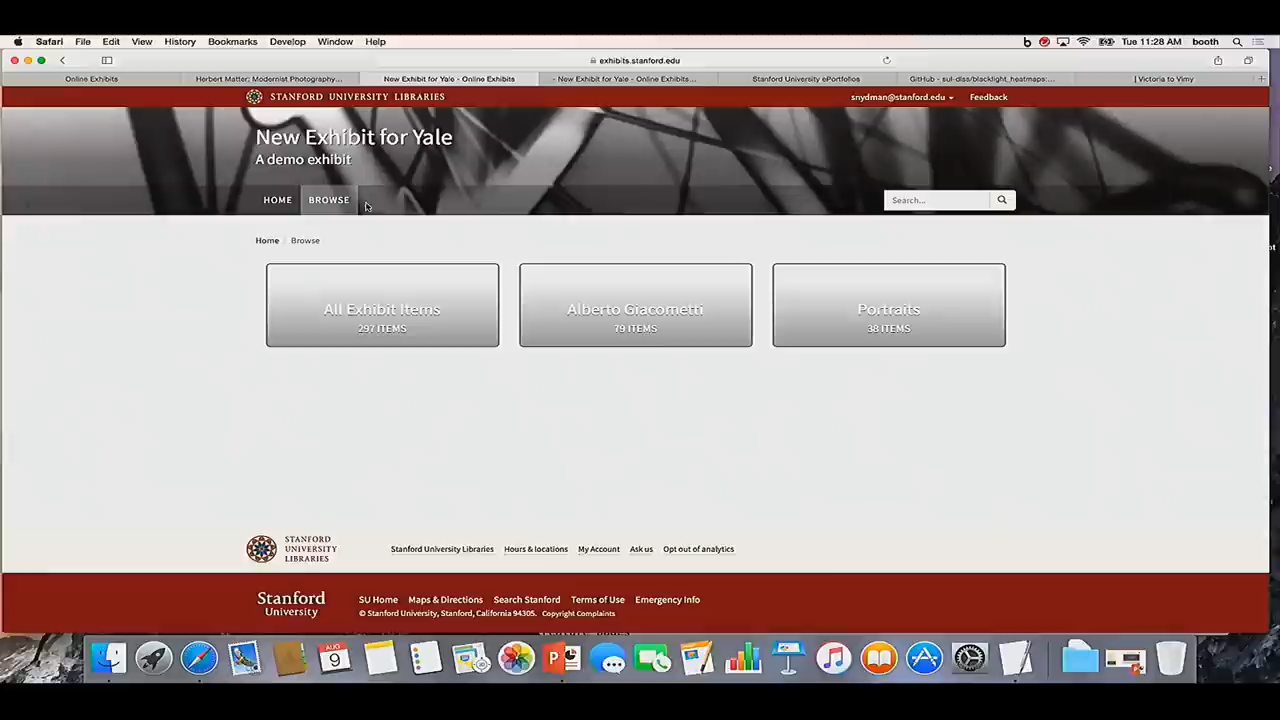 Safari File Edit View History Bookmarks Develop Window Help Tue 11:28 AM booth
exhibits.stanford.edu
Online Exhibits Herbert Matter: Modernist Photography... New Exhibit for Yale - Online Exhibits - New Exhibit for Yale - Online Exhibits... Stanford University ePortfolios GitHub - sul-dlss/blacklight_heatmaps:... | Victoria to Vimy
STANFORD UNIVERSITY LIBRARIES snydman@stanford.edu Feedback
New Exhibit for Yale
A demo exhibit
HOME BROWSE Search...
Home / Browse
All Exhibit Items Alberto Giacometti Portraits
297 ITEMS 79 ITEMS 38 ITEMS
STANFORD
UNIVERSITY
LIBRARIES
Stanford University Libraries Hours & locations My Account Ask us Opt out of analytics
Stanford
University
SU Home Maps & Directions Search Stanford Terms of Use Emergency Info
© Stanford University, Stanford, California 94305. Copyright Complaints
AUG
9